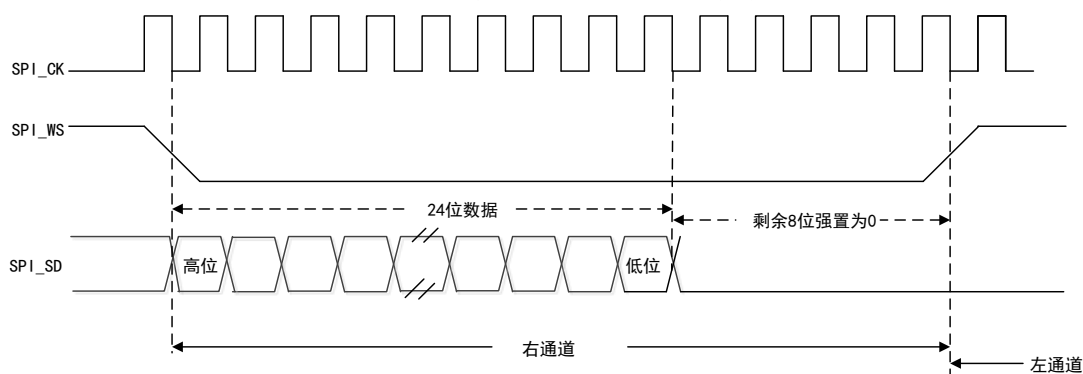 SPI_CK
SPI_WS
24位数据
剩余8位强置为0
SPI_SD
高位
低位
右通道
左通道